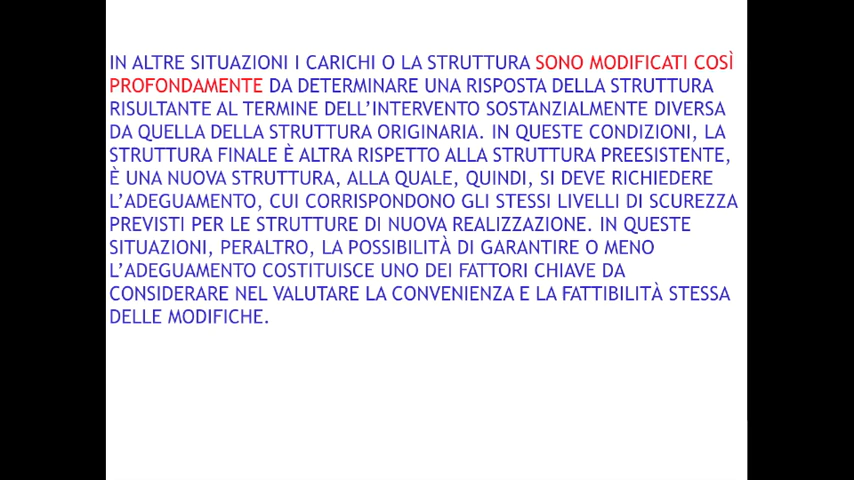 IN ALTRE SITUAZIONI I CARICHI O LA STRUTTURA SONO MODIFICATI COSÌ
PROFONDAMENTE DA DETERMINARE UNA RISPOSTA DELLA STRUTTURA
RISULTANTE AL TERMINE DELL'INTERVENTO SOSTANZIALMENTE DIVERSA
DA QUELLA DELLA STRUTTURA ORIGINARIA. IN QUESTE CONDIZIONI, LA
STRUTTURA FINALE È ALTRA RISPETTO ALLA STRUTTURA PREESISTENTE,
È UNA NUOVA STRUTTURA, ALLA QUALE, QUINDI, SI DEVE RICHIEDERE
L'ADEGUAMENTO, CUI CORRISPONDONO GLI STESSI LIVELLI DI SCUREZZA
PREVISTI PER LE STRUTTURE DI NUOVA REALIZZAZIONE. IN QUESTE
SITUAZIONI, PERALTRO, LA POSSIBILITÀ DI GARANTIRE O MENO
L'ADEGUAMENTO COSTITUISCE UNO DEI FATTORI CHIAVE DA
CONSIDERARE NEL VALUTARE LA CONVENIENZA E LA FATTIBILITÀ STESSA
DELLE MODIFICHE.